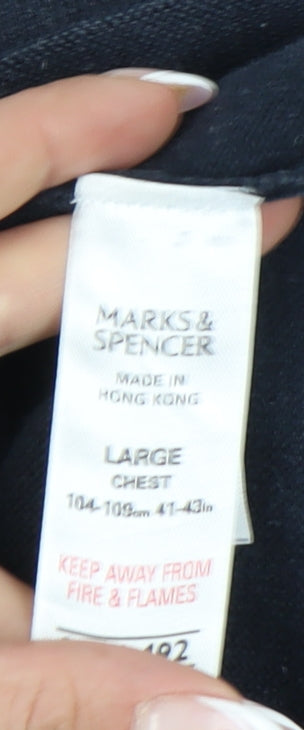 MARKS &
SPENCER
MADE IN
HONG KONG
LARGE
CHEST
104-109cm 41-43in
KEEP AWAY FROM
FIRE & FLAMES